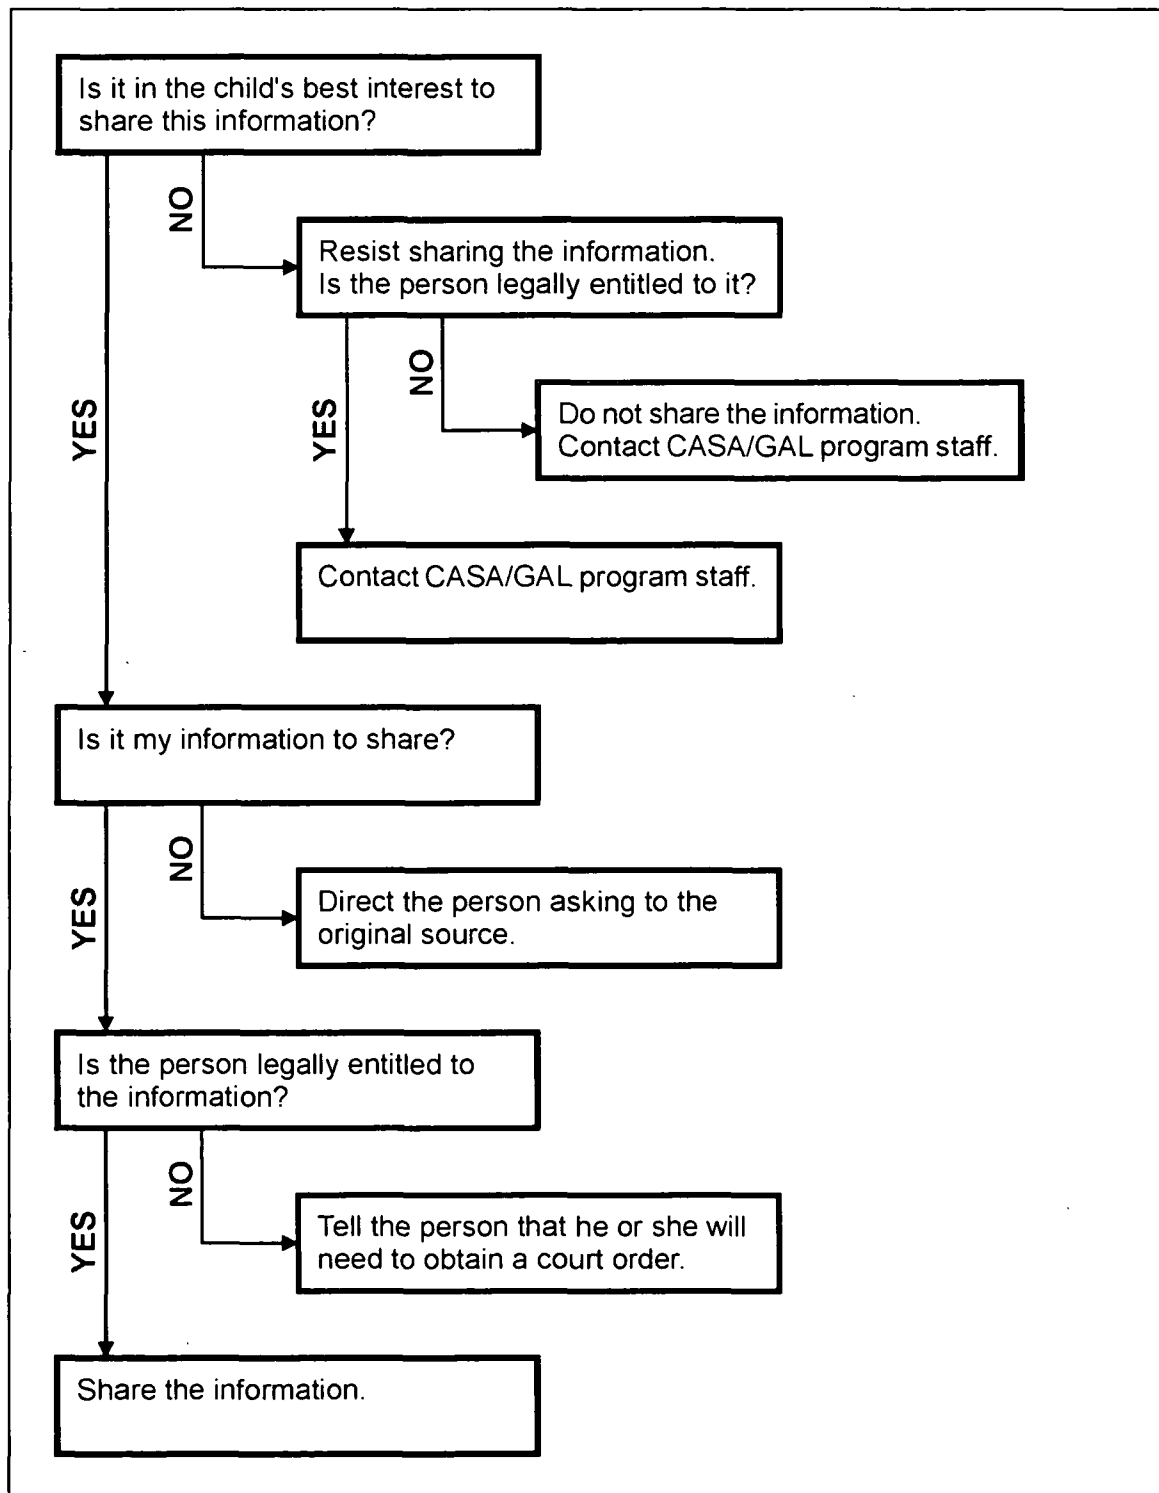 Is it in the child's best interest to
share this information?
NO
Resist sharing the information.
Is the person legally entitled to it?
YES
YES
NO
Do not share the information.
Contact CASA/GAL program staff.
Contact CASA/GAL program staff.
Is it my information to share?
YES
NO
Direct the person asking to the
original source.
Is the person legally entitled to
the information?
YES
NO
Tell the person that he or she will
need to obtain a court order.
Share the information.